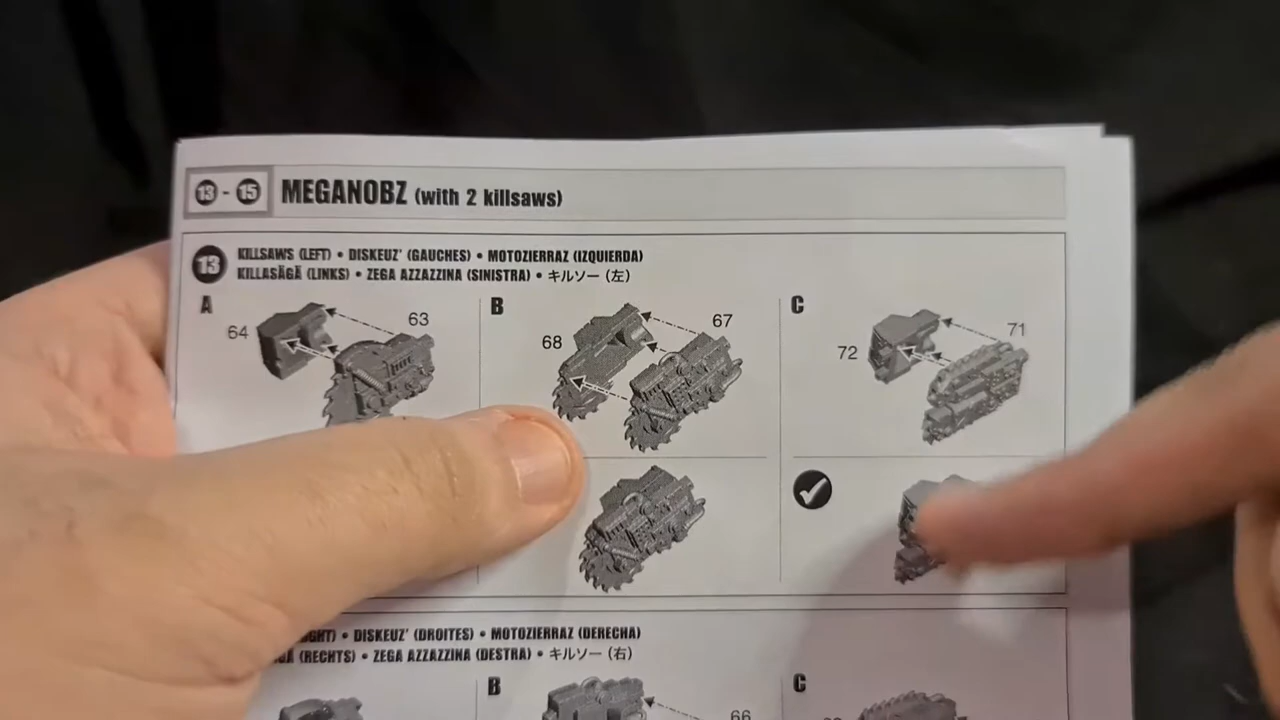 13 - 15 MEGANOBZ (with 2 killsaws)
13 KILLSAWS (LEFT) • DISKEUZ' (GAUCHES) • MOTOZIERRAZ (IZQUIERDA)
KILLASÄGÄ (LINKS) • ZEGA AZZAZZINA (SINISTRA) • キルソー (左)
A
64
63
B
68
67
C
72
71
• DISKEUZ' (DROITES) • MOTOZIERRAZ (DERECHA)
(RECHTS) • ZEGA AZZAZZINA (DESTRA) • キルソー (右)
B
66
C